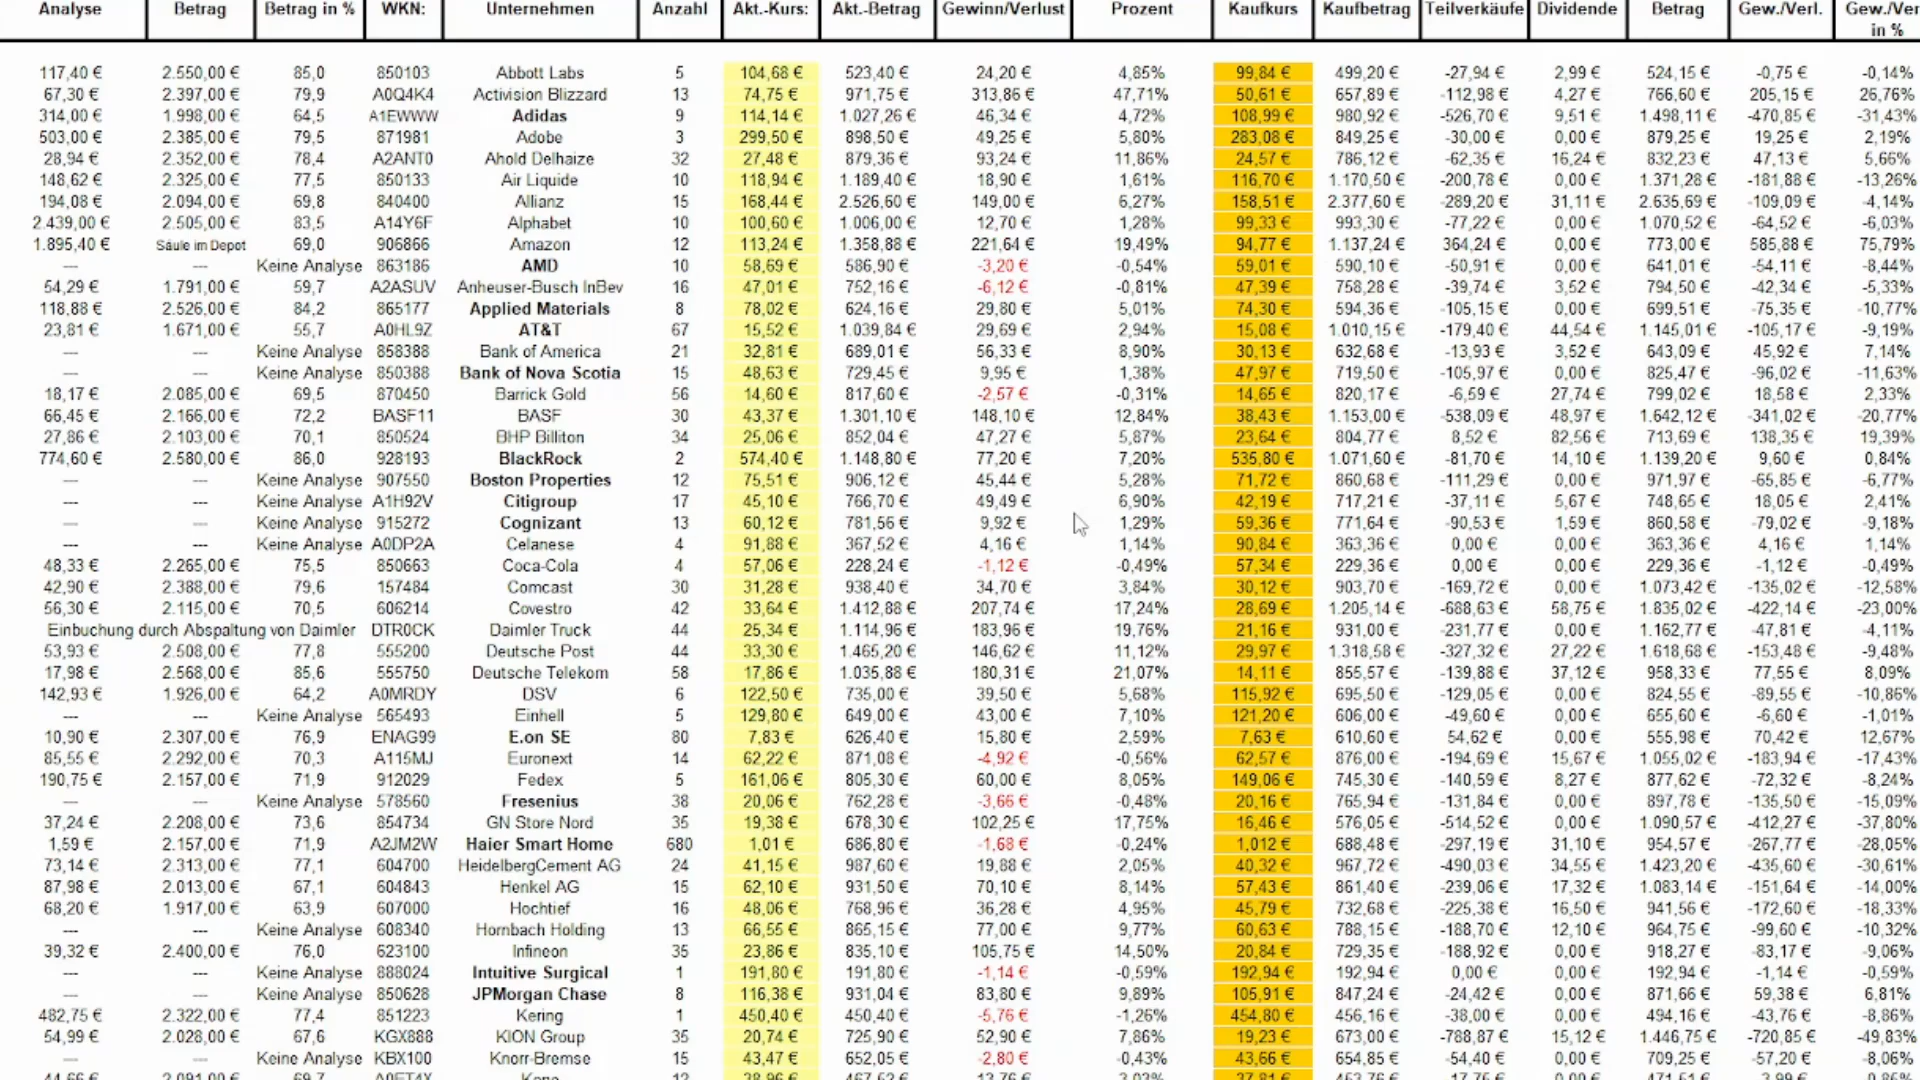 Analyse Betrag Betrag in % WKN: Unternehmen Anzahl Akt.-Kurs: Akt.-Betrag Gewinn/Verlust Prozent Kaufkurs Kaufbetrag Teilverkäufe Dividende Betrag Gew./Verl. Gew./Ver
in %
117,40 € 2.550,00 € 85,0 850103 Abbott Labs 5 104,68 € 523,40 € 24,20 € 4,85% 99,84 € 499,20 € -27,94 € 2,99 € 524,15 € -0,75 € -0,14%
67,30 € 2.397,00 € 79,9 A0Q4K4 Activision Blizzard 13 74,75 € 971,75 € 313,86 € 47,71% 50,61 € 657,89 € -112,98 € 4,27 € 766,60 € 205,15 € 26,76%
314,00 € 1.998,00 € 64,5 A1EWWW Adidas 9 114,14 € 1.027,26 € 46,34 € 4,72% 108,99 € 980,92 € -526,70 € 9,51 € 1.498,11 € -470,85 € -31,43%
503,00 € 2.385,00 € 79,5 871981 Adobe 3 299,50 € 898,50 € 49,25 € 5,80% 283,08 € 849,25 € -30,00 € 0,00 € 879,25 € 19,25 € 2,19%
28,94 € 2.352,00 € 78,4 A2ANT0 Ahold Delhaize 32 27,48 € 879,36 € 93,24 € 11,86% 24,57 € 786,12 € -62,35 € 16,24 € 832,23 € 47,13 € 5,66%
148,62 € 2.325,00 € 77,5 850133 Air Liquide 10 118,94 € 1.189,40 € 18,90 € 1,61% 116,70 € 1.170,50 € -200,78 € 0,00 € 1.371,28 € -181,88 € -13,26%
194,08 € 2.094,00 € 69,8 840400 Allianz 15 168,44 € 2.526,60 € 149,00 € 6,27% 158,51 € 2.377,60 € -289,20 € 31,11 € 2.635,69 € -109,09 € -4,14%
2.439,00 € 2.505,00 € 83,5 A14Y6F Alphabet 10 100,60 € 1.006,00 € 12,70 € 1,28% 99,33 € 993,30 € -77,22 € 0,00 € 1.070,52 € -64,52 € -6,03%
1.895,40 € Säule im Depot 69,0 906866 Amazon 12 113,24 € 1.358,88 € 221,64 € 19,49% 94,77 € 1.137,24 € 364,24 € 0,00 € 773,00 € 585,88 € 75,79%
--- --- Keine Analyse 863186 AMD 10 58,69 € 586,90 € -3,20 € -0,54% 59,01 € 590,10 € -50,91 € 0,00 € 641,01 € -54,11 € -8,44%
54,29 € 1.791,00 € 59,7 A2ASUV Anheuser-Busch InBev 16 47,01 € 752,16 € -6,12 € -0,81% 47,39 € 758,28 € -39,74 € 3,52 € 794,50 € -42,34 € -5,33%
118,88 € 2.526,00 € 84,2 865177 Applied Materials 8 78,02 € 624,16 € 29,80 € 5,01% 74,30 € 594,36 € -105,15 € 0,00 € 699,51 € -75,35 € -10,77%
23,81 € 1.671,00 € 55,7 A0HL9Z AT&T 67 15,52 € 1.039,84 € 29,69 € 2,94% 15,08 € 1.010,15 € -179,40 € 44,54 € 1.145,01 € -105,17 € -9,19%
--- --- Keine Analyse 858388 Bank of America 21 32,81 € 689,01 € 56,33 € 8,90% 30,13 € 632,68 € -13,93 € 3,52 € 643,09 € 45,92 € 7,14%
--- --- Keine Analyse 850388 Bank of Nova Scotia 15 48,63 € 729,45 € 9,95 € 1,38% 47,97 € 719,50 € -105,97 € 0,00 € 825,47 € -96,02 € -11,63%
18,17 € 2.085,00 € 69,5 870450 Barrick Gold 56 14,60 € 817,60 € -2,57 € -0,31% 14,65 € 820,17 € -6,59 € 27,74 € 799,02 € 18,58 € 2,33%
66,45 € 2.166,00 € 72,2 BASF11 BASF 30 43,37 € 1.301,10 € 148,10 € 12,84% 38,43 € 1.153,00 € -538,09 € 48,97 € 1.642,12 € -341,02 € -20,77%
27,86 € 2.103,00 € 70,1 850524 BHP Billiton 34 25,06 € 852,04 € 47,27 € 5,87% 23,64 € 804,77 € 8,52 € 82,56 € 713,69 € 138,35 € 19,39%
774,60 € 2.580,00 € 86,0 928193 BlackRock 2 574,40 € 1.148,80 € 77,20 € 7,20% 535,80 € 1.071,60 € -81,70 € 14,10 € 1.139,20 € 9,60 € 0,84%
--- --- Keine Analyse 907550 Boston Properties 12 75,51 € 906,12 € 45,44 € 5,28% 71,72 € 860,68 € -111,29 € 0,00 € 971,97 € -65,85 € -6,77%
--- --- Keine Analyse A1H92V Citigroup 17 45,10 € 766,70 € 49,49 € 6,90% 42,19 € 717,21 € -37,11 € 5,67 € 748,65 € 18,05 € 2,41%
--- --- Keine Analyse 915272 Cognizant 13 60,12 € 781,56 € 9,92 € 1,29% 59,36 € 771,64 € -90,53 € 1,59 € 860,58 € -79,02 € -9,18%
--- --- Keine Analyse A0DP2A Celanese 4 91,88 € 367,52 € 4,16 € 1,14% 90,84 € 363,36 € 0,00 € 0,00 € 363,36 € 4,16 € 1,14%
48,33 € 2.265,00 € 75,5 850663 Coca-Cola 4 57,06 € 228,24 € -1,12 € -0,49% 57,34 € 229,36 € 0,00 € 0,00 € 229,36 € -1,12 € -0,49%
42,90 € 2.388,00 € 79,6 157484 Comcast 30 31,28 € 938,40 € 34,70 € 3,84% 30,12 € 903,70 € -169,72 € 0,00 € 1.073,42 € -135,02 € -12,58%
56,30 € 2.115,00 € 70,5 606214 Covestro 42 33,64 € 1.412,88 € 207,74 € 17,24% 28,69 € 1.205,14 € -688,63 € 58,75 € 1.835,02 € -422,14 € -23,00%
Einbuchung durch Abspaltung von Daimler DTR0CK Daimler Truck 44 25,34 € 1.114,96 € 183,96 € 19,76% 21,16 € 931,00 € -231,77 € 0,00 € 1.162,77 € -47,81 € -4,11%
53,93 € 2.508,00 € 77,8 555200 Deutsche Post 44 33,30 € 1.465,20 € 146,62 € 11,12% 29,97 € 1.318,58 € -327,32 € 27,22 € 1.618,68 € -153,48 € -9,48%
17,98 € 2.568,00 € 85,6 555750 Deutsche Telekom 58 17,86 € 1.035,88 € 180,31 € 21,07% 14,11 € 855,57 € -139,88 € 37,12 € 958,33 € 77,55 € 8,09%
142,93 € 1.926,00 € 64,2 A0MRDY DSV 6 122,50 € 735,00 € 39,50 € 5,68% 115,92 € 695,50 € -129,05 € 0,00 € 824,55 € -89,55 € -10,86%
--- --- Keine Analyse 565493 Einhell 5 129,80 € 649,00 € 43,00 € 7,10% 121,20 € 606,00 € -49,60 € 0,00 € 655,60 € -6,60 € -1,01%
10,90 € 2.307,00 € 76,9 ENAG99 E.on SE 80 7,83 € 626,40 € 15,80 € 2,59% 7,63 € 610,60 € 54,62 € 0,00 € 555,98 € 70,42 € 12,67%
85,55 € 2.292,00 € 70,3 A115MJ Euronext 14 62,22 € 871,08 € -4,92 € -0,56% 62,57 € 876,00 € -194,69 € 15,67 € 1.055,02 € -183,94 € -17,43%
190,75 € 2.157,00 € 71,9 912029 Fedex 5 161,06 € 805,30 € 60,00 € 8,05% 149,06 € 745,30 € -140,59 € 8,27 € 877,62 € -72,32 € -8,24%
--- --- Keine Analyse 578560 Fresenius 38 20,06 € 762,28 € -3,66 € -0,48% 20,16 € 765,94 € -131,84 € 0,00 € 897,78 € -135,50 € -15,09%
37,24 € 2.208,00 € 73,6 854734 GN Store Nord 35 19,38 € 678,30 € 102,25 € 17,75% 16,46 € 576,05 € -514,52 € 0,00 € 1.090,57 € -412,27 € -37,80%
1,59 € 2.157,00 € 71,9 A2JM2W Haier Smart Home 680 1,01 € 686,80 € -1,68 € -0,24% 1,012 € 688,48 € -297,19 € 31,10 € 954,57 € -267,77 € -28,05%
73,14 € 2.313,00 € 77,1 604700 HeidelbergCement AG 24 41,15 € 987,60 € 19,88 € 2,05% 40,32 € 967,72 € -490,03 € 34,55 € 1.423,20 € -435,60 € -30,61%
87,98 € 2.013,00 € 67,1 604843 Henkel AG 15 62,10 € 931,50 € 70,10 € 8,14% 57,43 € 861,40 € -239,06 € 17,32 € 1.083,14 € -151,64 € -14,00%
68,20 € 1.917,00 € 63,9 607000 Hochtief 16 48,06 € 768,96 € 36,28 € 4,95% 45,79 € 732,68 € -225,38 € 16,50 € 941,56 € -172,60 € -18,33%
--- --- Keine Analyse 608340 Hornbach Holding 13 66,55 € 865,15 € 77,00 € 9,77% 60,63 € 788,15 € -188,70 € 12,10 € 964,75 € -99,60 € -10,32%
39,32 € 2.400,00 € 76,0 623100 Infineon 35 23,86 € 835,10 € 105,75 € 14,50% 20,84 € 729,35 € -188,92 € 0,00 € 918,27 € -83,17 € -9,06%
--- --- Keine Analyse 888024 Intuitive Surgical 1 191,80 € 191,80 € -1,14 € -0,59% 192,94 € 192,94 € 0,00 € 0,00 € 192,94 € -1,14 € -0,59%
--- --- Keine Analyse 850628 JPMorgan Chase 8 116,38 € 931,04 € 83,80 € 9,89% 105,91 € 847,24 € -24,42 € 0,00 € 871,66 € 59,38 € 6,81%
482,75 € 2.322,00 € 77,4 851223 Kering 1 450,40 € 450,40 € -5,76 € -1,26% 454,80 € 456,16 € -38,00 € 0,00 € 494,16 € -43,76 € -8,86%
54,99 € 2.028,00 € 67,6 KGX888 KION Group 35 20,74 € 725,90 € 52,90 € 7,86% 19,23 € 673,00 € -788,87 € 15,12 € 1.446,75 € -720,85 € -49,83%
--- --- Keine Analyse KBX100 Knorr-Bremse 15 43,47 € 652,05 € -2,80 € -0,43% 43,66 € 654,85 € -54,40 € 0,00 € 709,25 € -57,20 € -8,06%